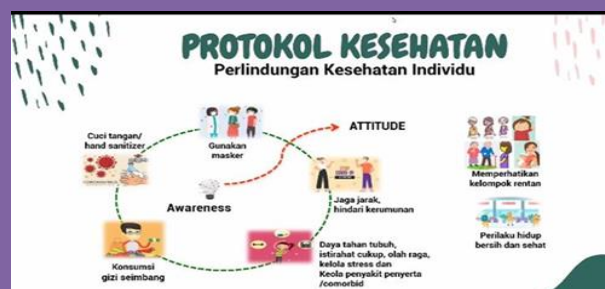 PROTOKOL KESEHATAN
Perlindungan Kesehatan Individu
Cuci tangan/
hand sanitizer
Gunakan
masker
ATTITUDE
Awareness
Jaga jarak,
hindari kerumunan
Memperhatikan
kelompok rentan
Konsumsi
gizi seimbang
Daya tahan tubuh,
istirahat cukup, olah raga,
kelola stress dan
Keola penyakit penyerta
/comorbid
Perilaku hidup
bersih dan sehat